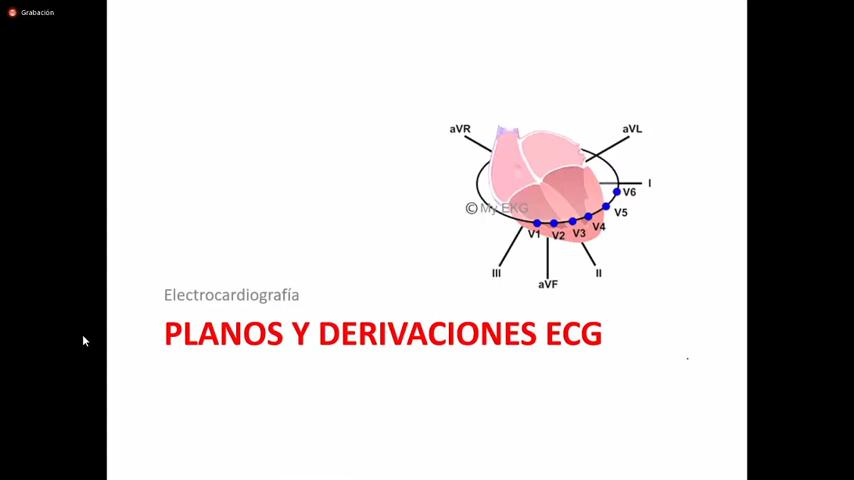 Grabación
aVR
aVL
I
V6
© My EKG
V5
V4
V1 V2 V3
III
II
aVF
Electrocardiografía
PLANOS Y DERIVACIONES ECG